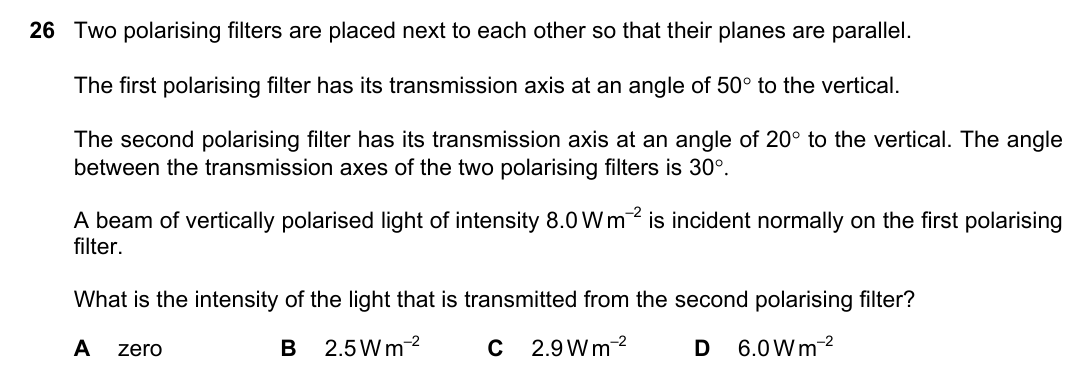 26 Two polarising filters are placed next to each other so that their planes are parallel.
The first polarising filter has its transmission axis at an angle of 50° to the vertical.
The second polarising filter has its transmission axis at an angle of 20° to the vertical. The angle
between the transmission axes of the two polarising filters is 30°.
A beam of vertically polarised light of intensity 8.0 W m⁻² is incident normally on the first polarising
filter.
What is the intensity of the light that is transmitted from the second polarising filter?
A zero B 2.5 W m⁻² C 2.9 W m⁻² D 6.0 W m⁻²